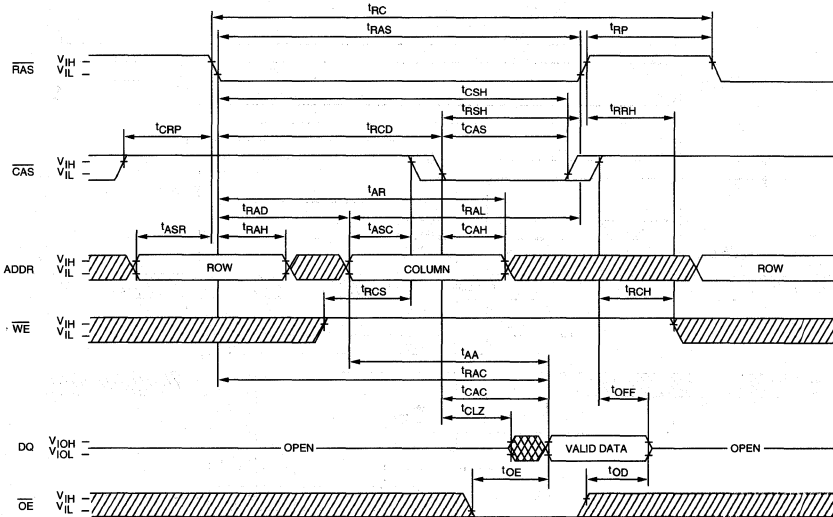 tRC
tRAS
tRP
RAS VIH
VIL
tCSH
tRSH
tRRH
tCRP
tRCD
tCAS
CAS VIH
VIL
tAR
tRAD
tRAL
tASR
tRAH
tASC
tCAH
ADDR VIH
VIL
ROW
COLUMN
ROW
tRCS
tRCH
WE VIH
VIL
tAA
tRAC
tCAC
tOFF
tCLZ
DQ VIOH
VIOL
OPEN
VALID DATA
OPEN
tOE
tOD
OE VIH
VIL